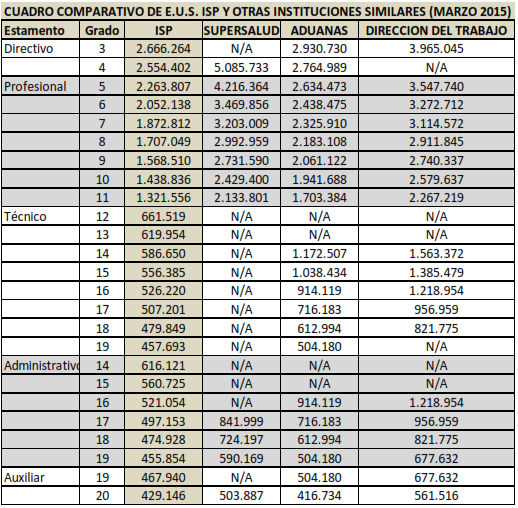 CUADRO COMPARATIVO DE E.U.S. ISP Y OTRAS INSTITUCIONES SIMILARES (MARZO 2015)
Estamento Grado ISP SUPERSALUD ADUANAS DIRECCION DEL TRABAJO
Directivo 3 2.666.264 N/A 2.930.730 3.965.045
4 2.554.402 5.085.733 2.764.989 N/A
Profesional 5 2.263.807 4.216.364 2.634.473 3.547.740
6 2.052.138 3.469.856 2.438.475 3.272.712
7 1.872.812 3.203.009 2.325.910 3.114.572
8 1.707.049 2.992.959 2.183.108 2.911.845
9 1.568.510 2.731.590 2.061.122 2.740.337
10 1.438.836 2.429.400 1.941.688 2.579.637
11 1.321.556 2.133.801 1.703.384 2.267.219
Técnico 12 661.519 N/A N/A N/A
13 619.954 N/A N/A N/A
14 586.650 N/A 1.172.507 1.563.372
15 556.385 N/A 1.038.434 1.385.479
16 526.220 N/A 914.119 1.218.954
17 507.201 N/A 716.183 956.959
18 479.849 N/A 612.994 821.775
19 457.693 N/A 504.180 N/A
Administrativo 14 616.121 N/A N/A N/A
15 560.725 N/A N/A N/A
16 521.054 N/A 914.119 1.218.954
17 497.153 841.999 716.183 956.959
18 474.928 724.197 612.994 821.775
19 455.854 590.169 504.180 677.632
Auxiliar 19 467.940 N/A 504.180 677.632
20 429.146 503.887 416.734 561.516